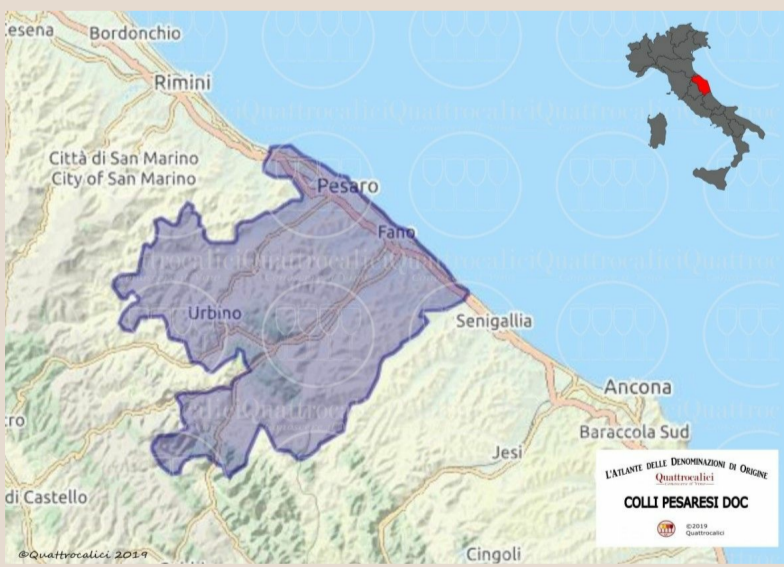 esena
Bordonchio
Rimini
Città di San Marino
City of San Marino
Pesaro
Fano
Urbino
Senigallia
Ancona
Baraccola Sud
Jesi
di Castello
Cingoli
L'ATLANTE DELLE DENOMINAZIONI DI ORIGINE
Quattrocalici
COLLI PESARESI DOC
©2019
Quattrocalici
©Quattrocalici 2019